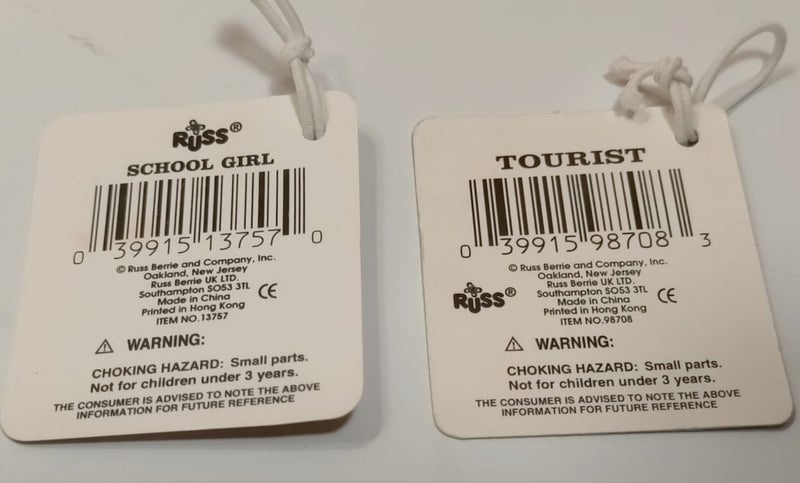 RUSS®
SCHOOL GIRL
0 39915 13757 0
© Russ Berrie and Company, Inc.
Oakland, New Jersey
Russ Berrie UK LTD.
Southampton SO53 3TL
Made in China
CE
Printed in Hong Kong
ITEM NO.13757
⚠ WARNING:
CHOKING HAZARD: Small parts.
Not for children under 3 years.
THE CONSUMER IS ADVISED TO NOTE THE ABOVE
INFORMATION FOR FUTURE REFERENCE
TOURIST
0 39915 98708 3
© Russ Berrie and Company, Inc.
Oakland, New Jersey
Russ Berrie UK LTD.
Southampton SO53 3TL
RUSS®
Made in China
CE
Printed in Hong Kong
ITEM NO.98708
⚠ WARNING:
CHOKING HAZARD: Small parts.
Not for children under 3 years.
THE CONSUMER IS ADVISED TO NOTE THE ABOVE
INFORMATION FOR FUTURE REFERENCE